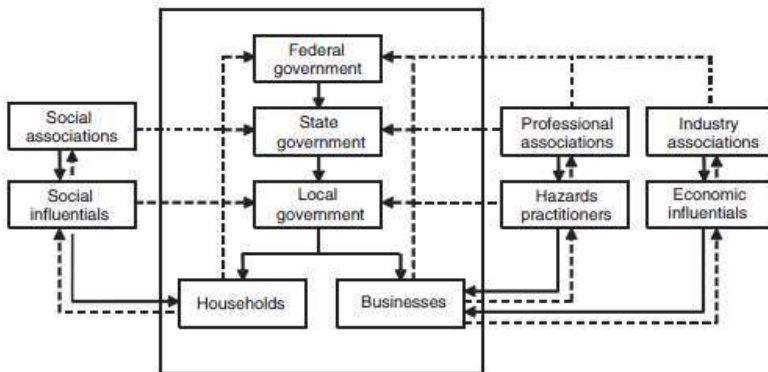 Federal
government
Social
associations
State
government
Professional
associations
Industry
associations
Social
influentials
Local
government
Hazards
practitioners
Economic
influentials
Households
Businesses